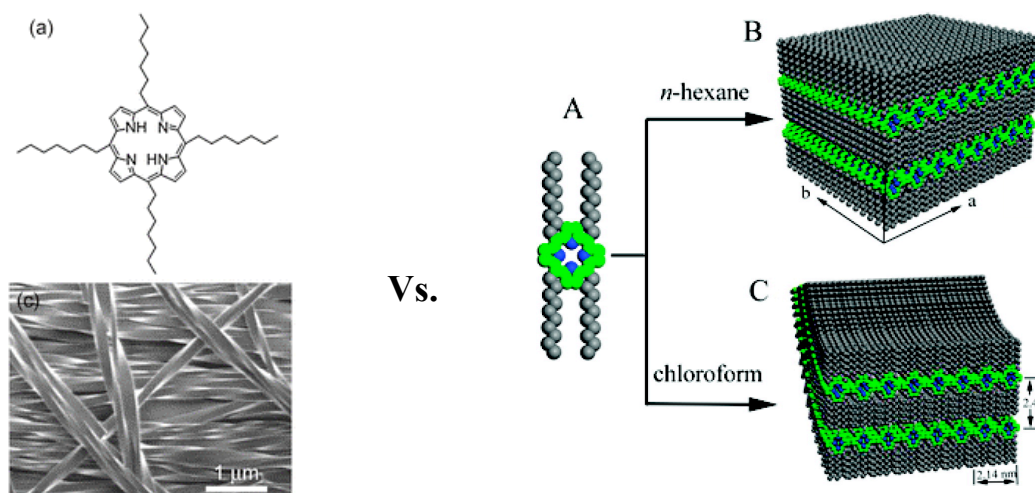 (a)
NH
N
N
HN
(c)
1 μm
Vs.
A
n-hexane
chloroform
B
b
a
C
2.14 nm